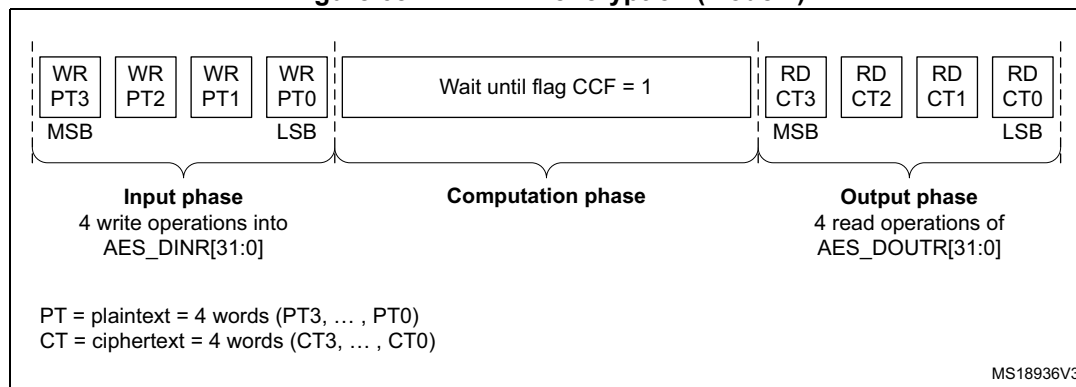 WR WR WR WR
PT3 PT2 PT1 PT0
Wait until flag CCF = 1
RD RD RD RD
CT3 CT2 CT1 CT0
MSB LSB
MSB LSB
Input phase
4 write operations into
AES_DINR[31:0]
Computation phase
Output phase
4 read operations of
AES_DOUTR[31:0]
PT = plaintext = 4 words (PT3, … , PT0)
CT = ciphertext = 4 words (CT3, … , CT0)
MS18936V3